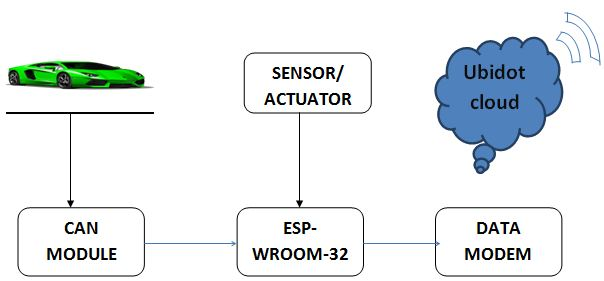 SENSOR/
ACTUATOR
Ubidot
cloud
CAN
MODULE
ESP-
WROOM-32
DATA
MODEM